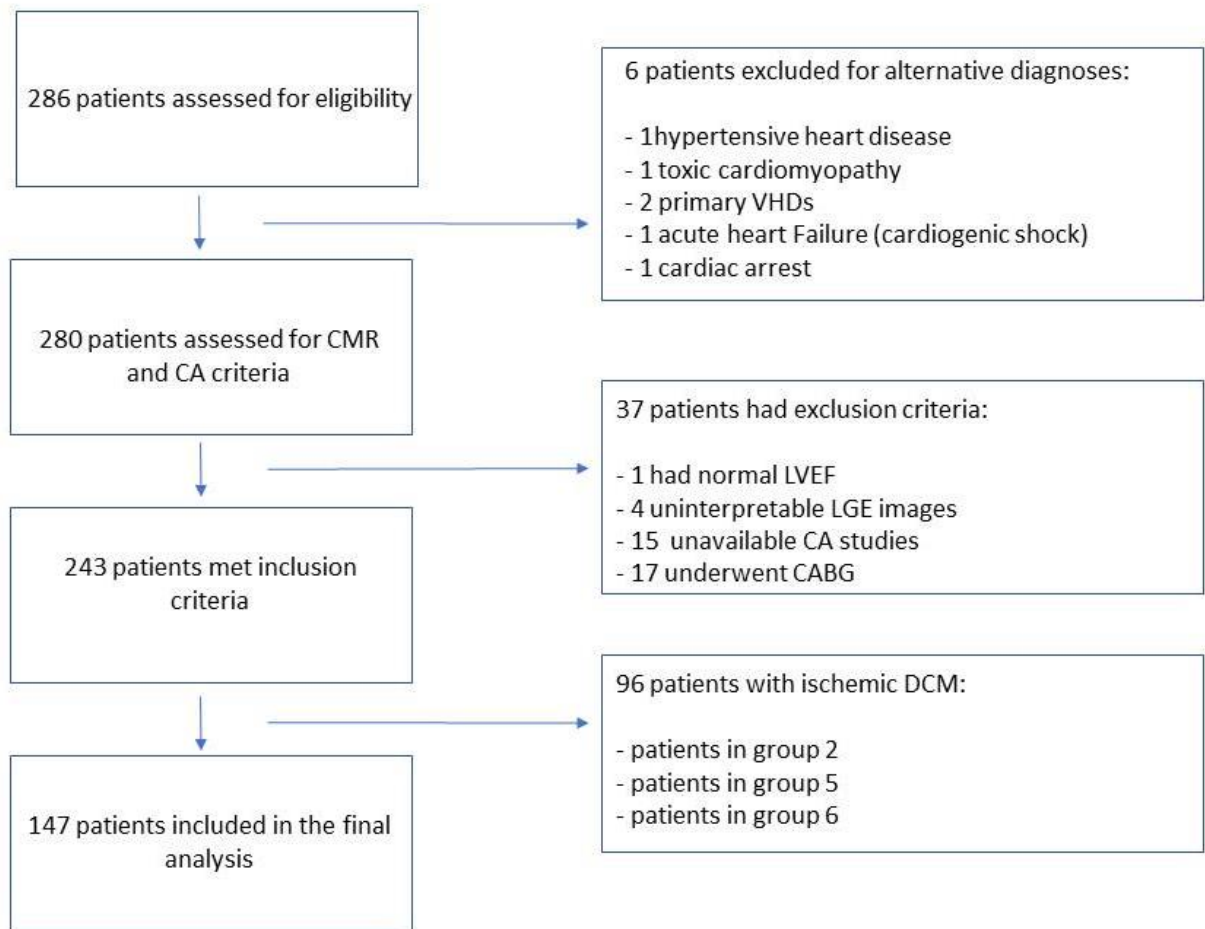 286 patients assessed for eligibility
6 patients excluded for alternative diagnoses:
- 1hypertensive heart disease
- 1 toxic cardiomyopathy
- 2 primary VHDs
- 1 acute heart Failure (cardiogenic shock)
- 1 cardiac arrest
280 patients assessed for CMR
and CA criteria
37 patients had exclusion criteria:
- 1 had normal LVEF
- 4 uninterpretable LGE images
- 15 unavailable CA studies
- 17 underwent CABG
243 patients met inclusion
criteria
96 patients with ischemic DCM:
- patients in group 2
- patients in group 5
- patients in group 6
147 patients included in the final
analysis